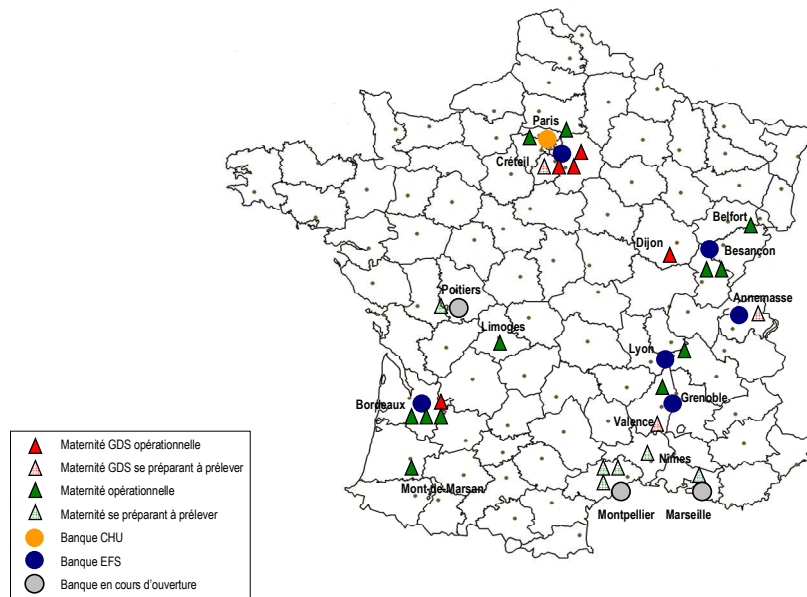 Paris
Créteil
Belfort
Dijon
Besançon
Poitiers
Annemasse
Limoges
Lyon
Bordeaux
Grenoble
Valence
Nîmes
Mont-de-Marsan
Montpellier
Marseille
Maternité GDS opérationnelle
Maternité GDS se préparant à prélever
Maternité opérationnelle
Maternité se préparant à prélever
Banque CHU
Banque EFS
Banque en cours d'ouverture